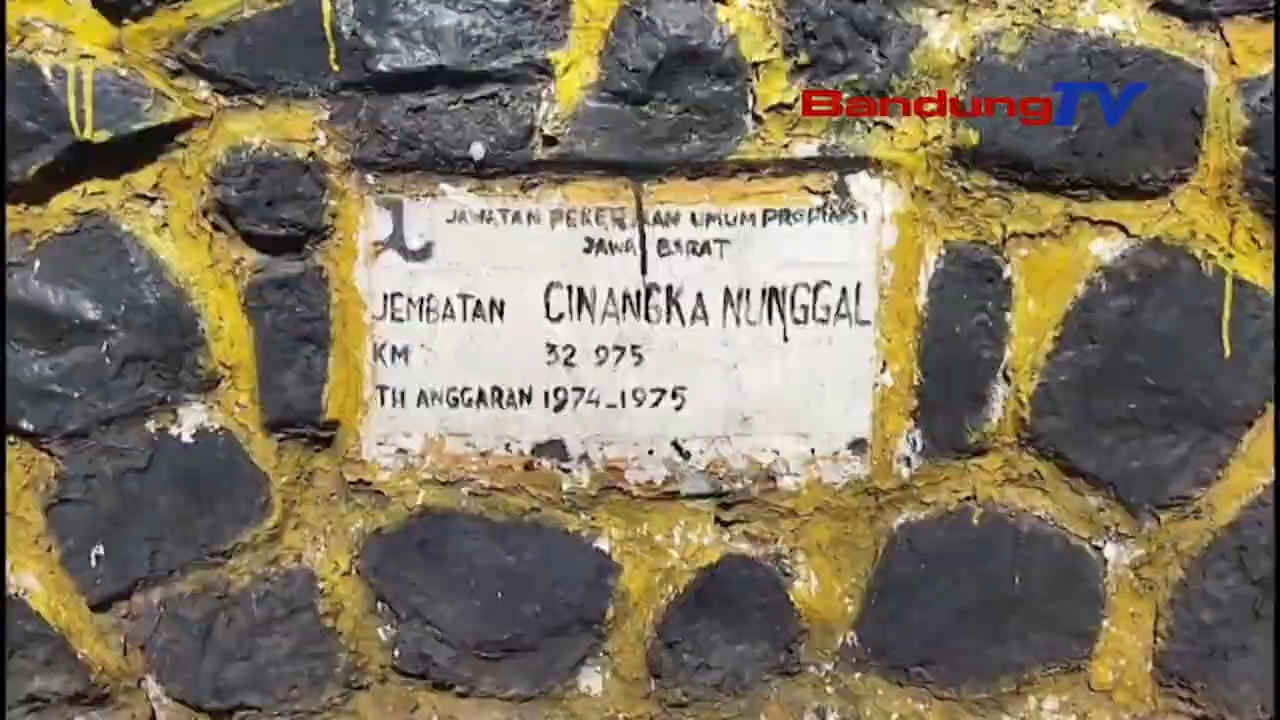 BandungTV
JAWATAN PEKERJAAN UMUM PROPINSI
JAWA BARAT
JEMBATAN CINANGKA NUNGGAL
KM 32 975
TH ANGGARAN 1974-1975